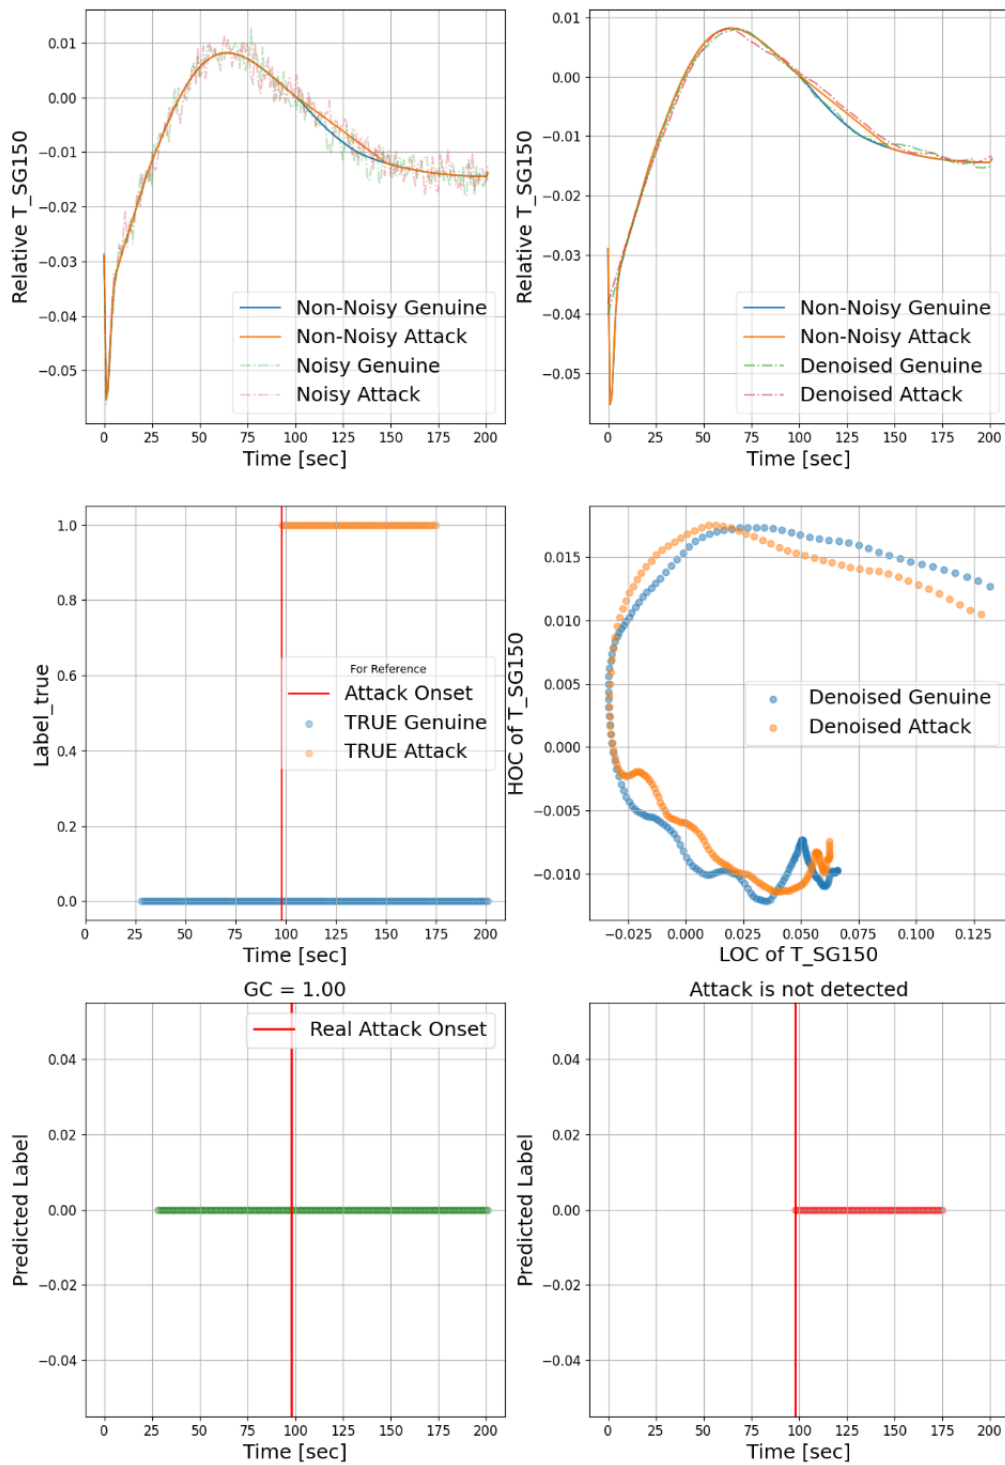 0.01
0.00
−0.01
−0.02
−0.03
−0.04
−0.05
Relative T_SG150
Non-Noisy Genuine
Non-Noisy Attack
Noisy Genuine
Noisy Attack
0 25 50 75 100 125 150 175 200
Time [sec]
0.01
0.00
−0.01
−0.02
−0.03
−0.04
−0.05
Relative T_SG150
Non-Noisy Genuine
Non-Noisy Attack
Denoised Genuine
Denoised Attack
0 25 50 75 100 125 150 175 200
Time [sec]
1.0
0.8
0.6
0.4
0.2
0.0
Label_true
For Reference
Attack Onset
TRUE Genuine
TRUE Attack
0 25 50 75 100 125 150 175 200
Time [sec]
0.015
0.010
0.005
0.000
−0.005
−0.010
HOC of T_SG150
Denoised Genuine
Denoised Attack
−0.025 0.000 0.025 0.050 0.075 0.100 0.125
LOC of T_SG150
GC = 1.00
0.04
0.02
0.00
−0.02
−0.04
Predicted Label
Real Attack Onset
0 25 50 75 100 125 150 175 200
Time [sec]
Attack is not detected
0.04
0.02
0.00
−0.02
−0.04
Predicted Label
0 25 50 75 100 125 150 175 200
Time [sec]